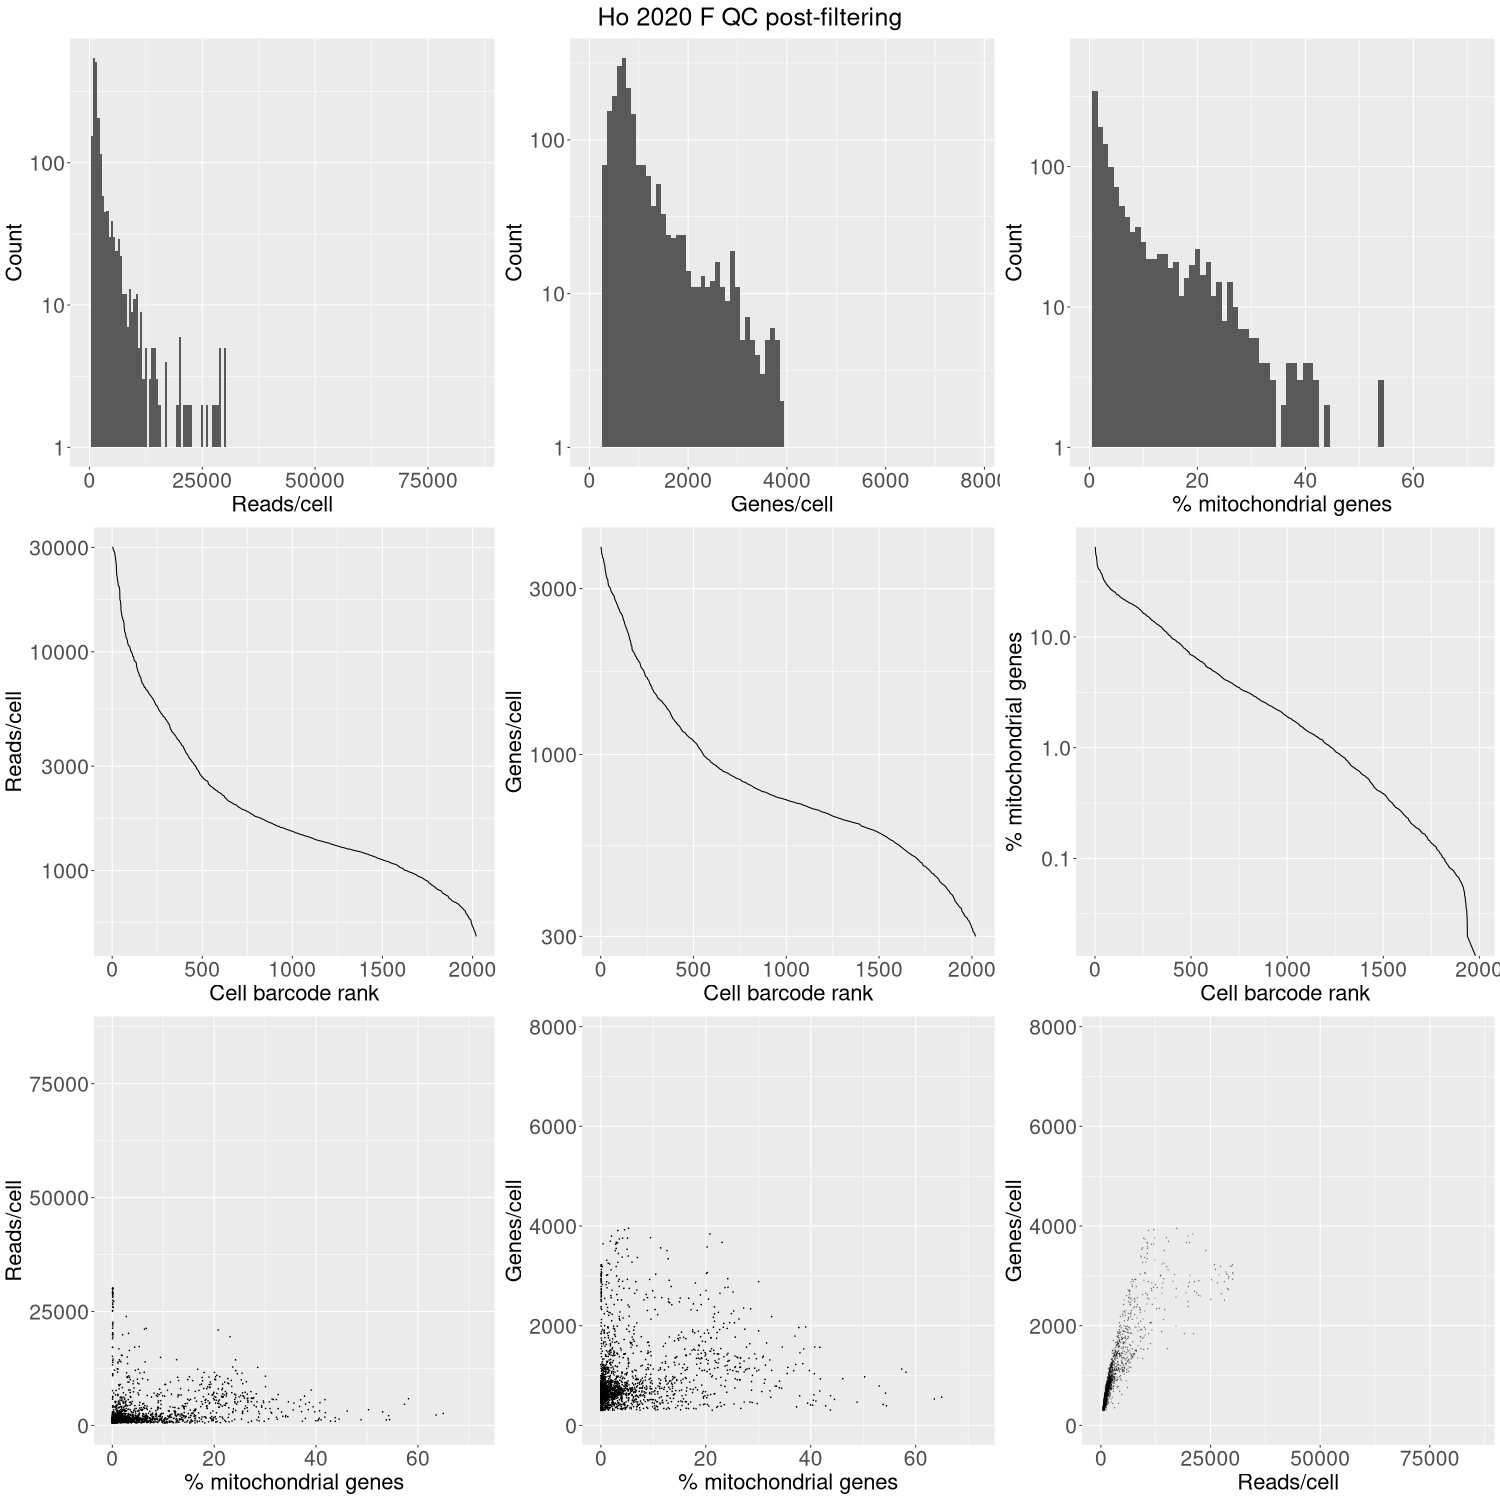 Ho 2020 F QC post-filtering
Count
100
10
1
0 25000 50000 75000
Reads/cell
Count
100
10
1
0 2000 4000 6000 8000
Genes/cell
Count
100
10
1
0 20 40 60
% mitochondrial genes
Reads/cell
30000
10000
3000
1000
0 500 1000 1500 2000
Cell barcode rank
Genes/cell
3000
1000
300
0 500 1000 1500 2000
Cell barcode rank
% mitochondrial genes
10.0
1.0
0.1
0 500 1000 1500 2000
Cell barcode rank
Reads/cell
75000
50000
25000
0
0 20 40 60
% mitochondrial genes
Genes/cell
8000
6000
4000
2000
0
0 20 40 60
% mitochondrial genes
Genes/cell
8000
6000
4000
2000
0
0 25000 50000 75000
Reads/cell